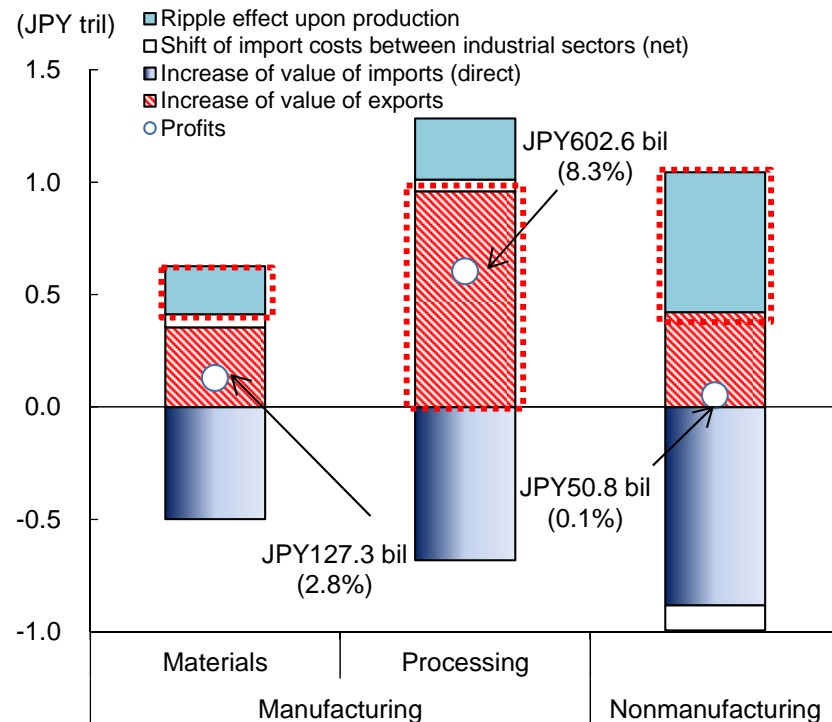 (JPY tril)
Ripple effect upon production
Shift of import costs between industrial sectors (net)
Increase of value of imports (direct)
Increase of value of exports
Profits
1.5
1.0
0.5
0.0
-0.5
-1.0
JPY602.6 bil
(8.3%)
JPY50.8 bil
(0.1%)
JPY127.3 bil
(2.8%)
Materials
Processing
Manufacturing
Nonmanufacturing